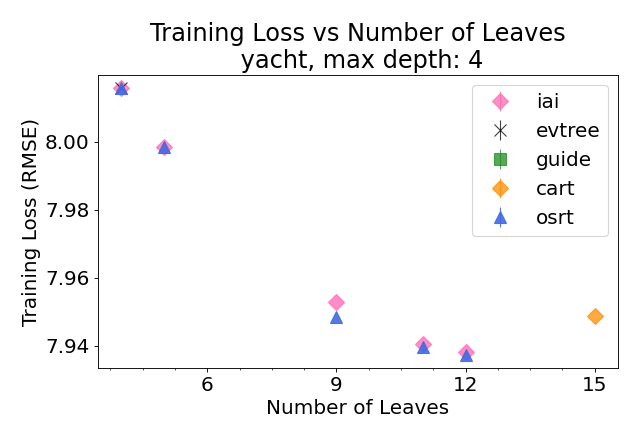 Training Loss vs Number of Leaves
yacht, max depth: 4
Training Loss (RMSE)
8.00
7.98
7.96
7.94
iai
evtree
guide
cart
osrt
6
9
12
15
Number of Leaves